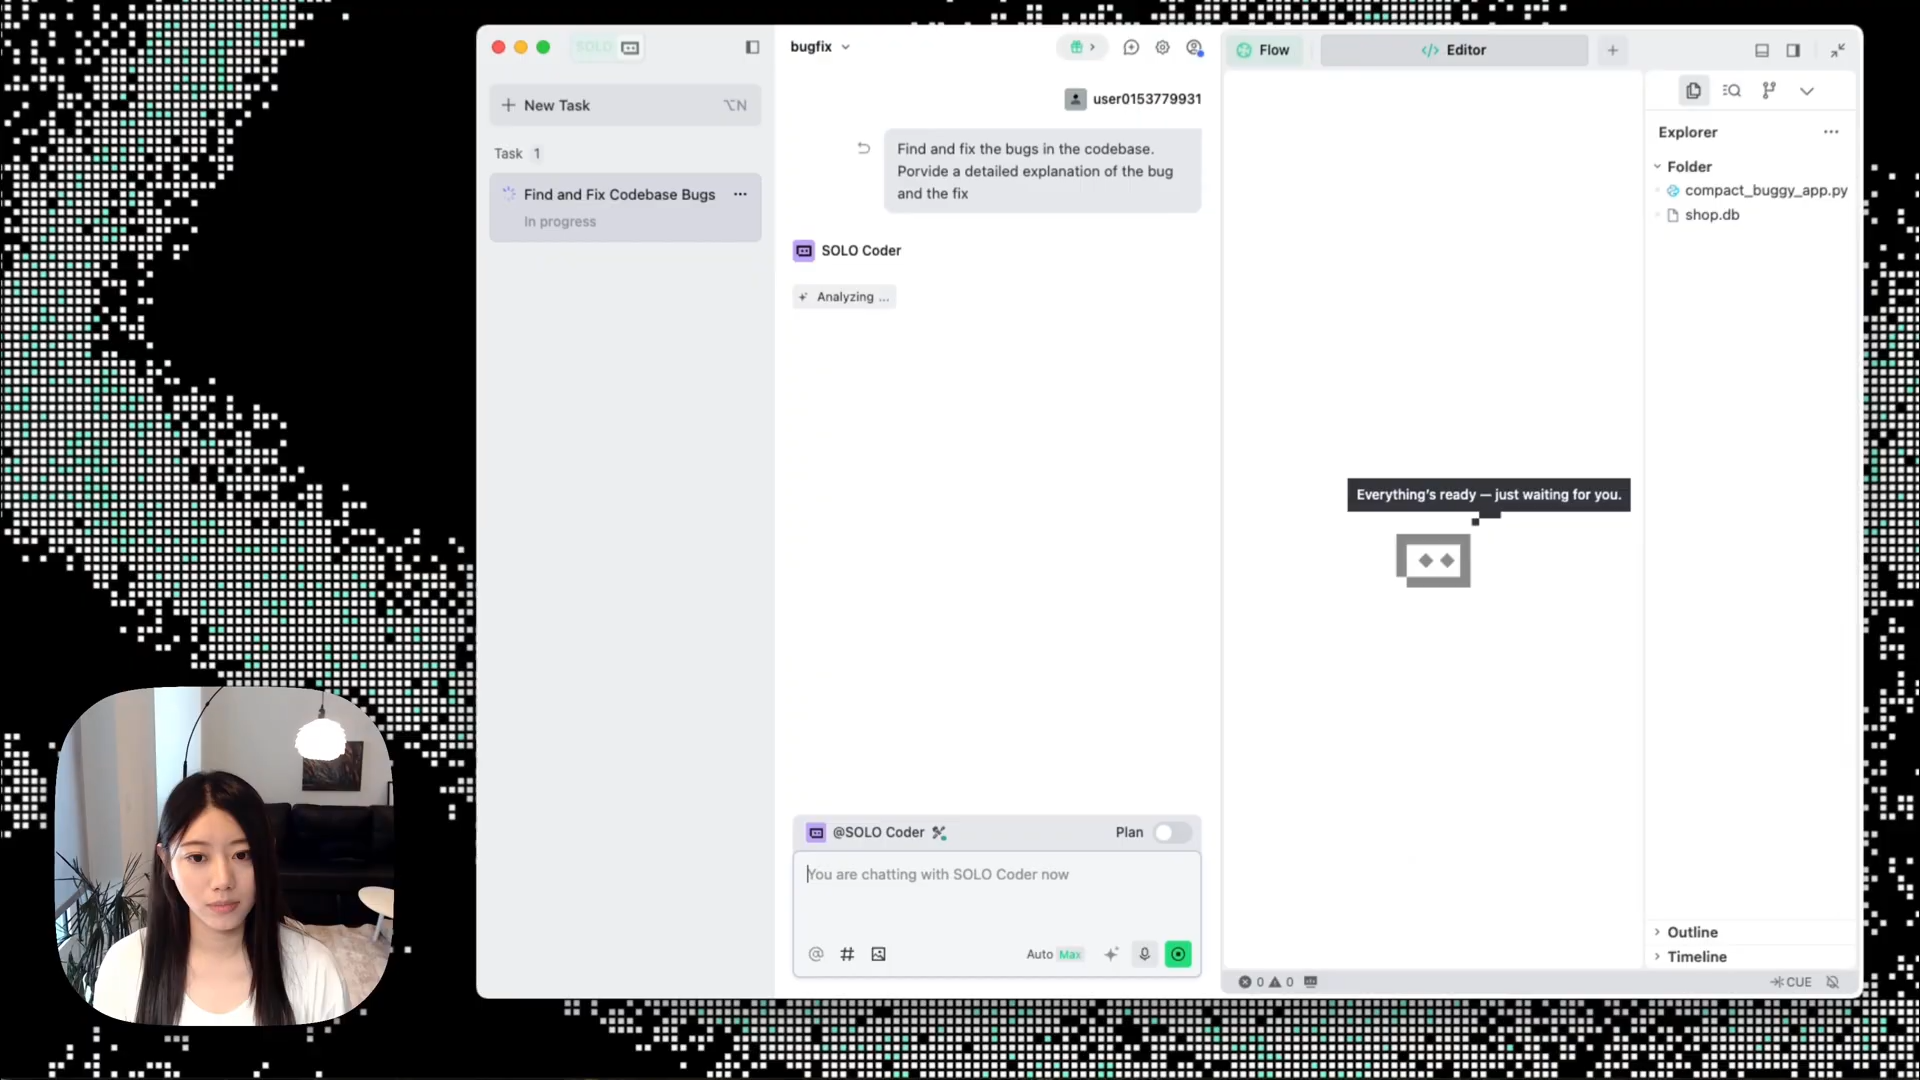 SOLO
bugfix
Flow
Editor
New Task
⌥N
user0153779931
Task 1
Find and fix the bugs in the codebase.
Porvide a detailed explanation of the bug
and the fix
Find and Fix Codebase Bugs
In progress
SOLO Coder
Analyzing ...
Explorer
Folder
compact_buggy_app.py
shop.db
Everything's ready — just waiting for you.
@SOLO Coder
Plan
You are chatting with SOLO Coder now
Auto Max
Outline
Timeline
0 0
CUE